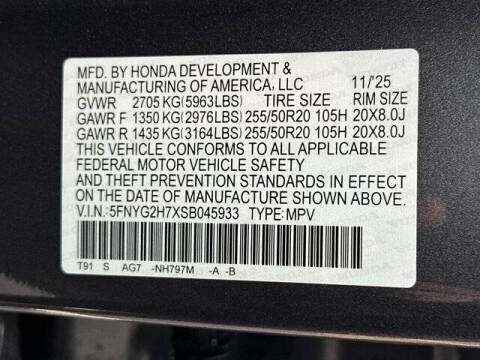 MFD. BY HONDA DEVELOPMENT &
MANUFACTURING OF AMERICA, LLC 11/'25
GVWR 2705 KG(5963LBS) TIRE SIZE RIM SIZE
GAWR F 1350 KG(2976LBS) 255/50R20 105H 20X8.0J
GAWR R 1435 KG(3164LBS) 255/50R20 105H 20X8.0J
THIS VEHICLE CONFORMS TO ALL APPLICABLE
FEDERAL MOTOR VEHICLE SAFETY
AND THEFT PREVENTION STANDARDS IN EFFECT
ON THE DATE OF MANUFACTURE SHOWN ABOVE.
V.I.N.:5FNYG2H7XSB045933 TYPE:MPV
T91 S AG7 -NH797M -A -B